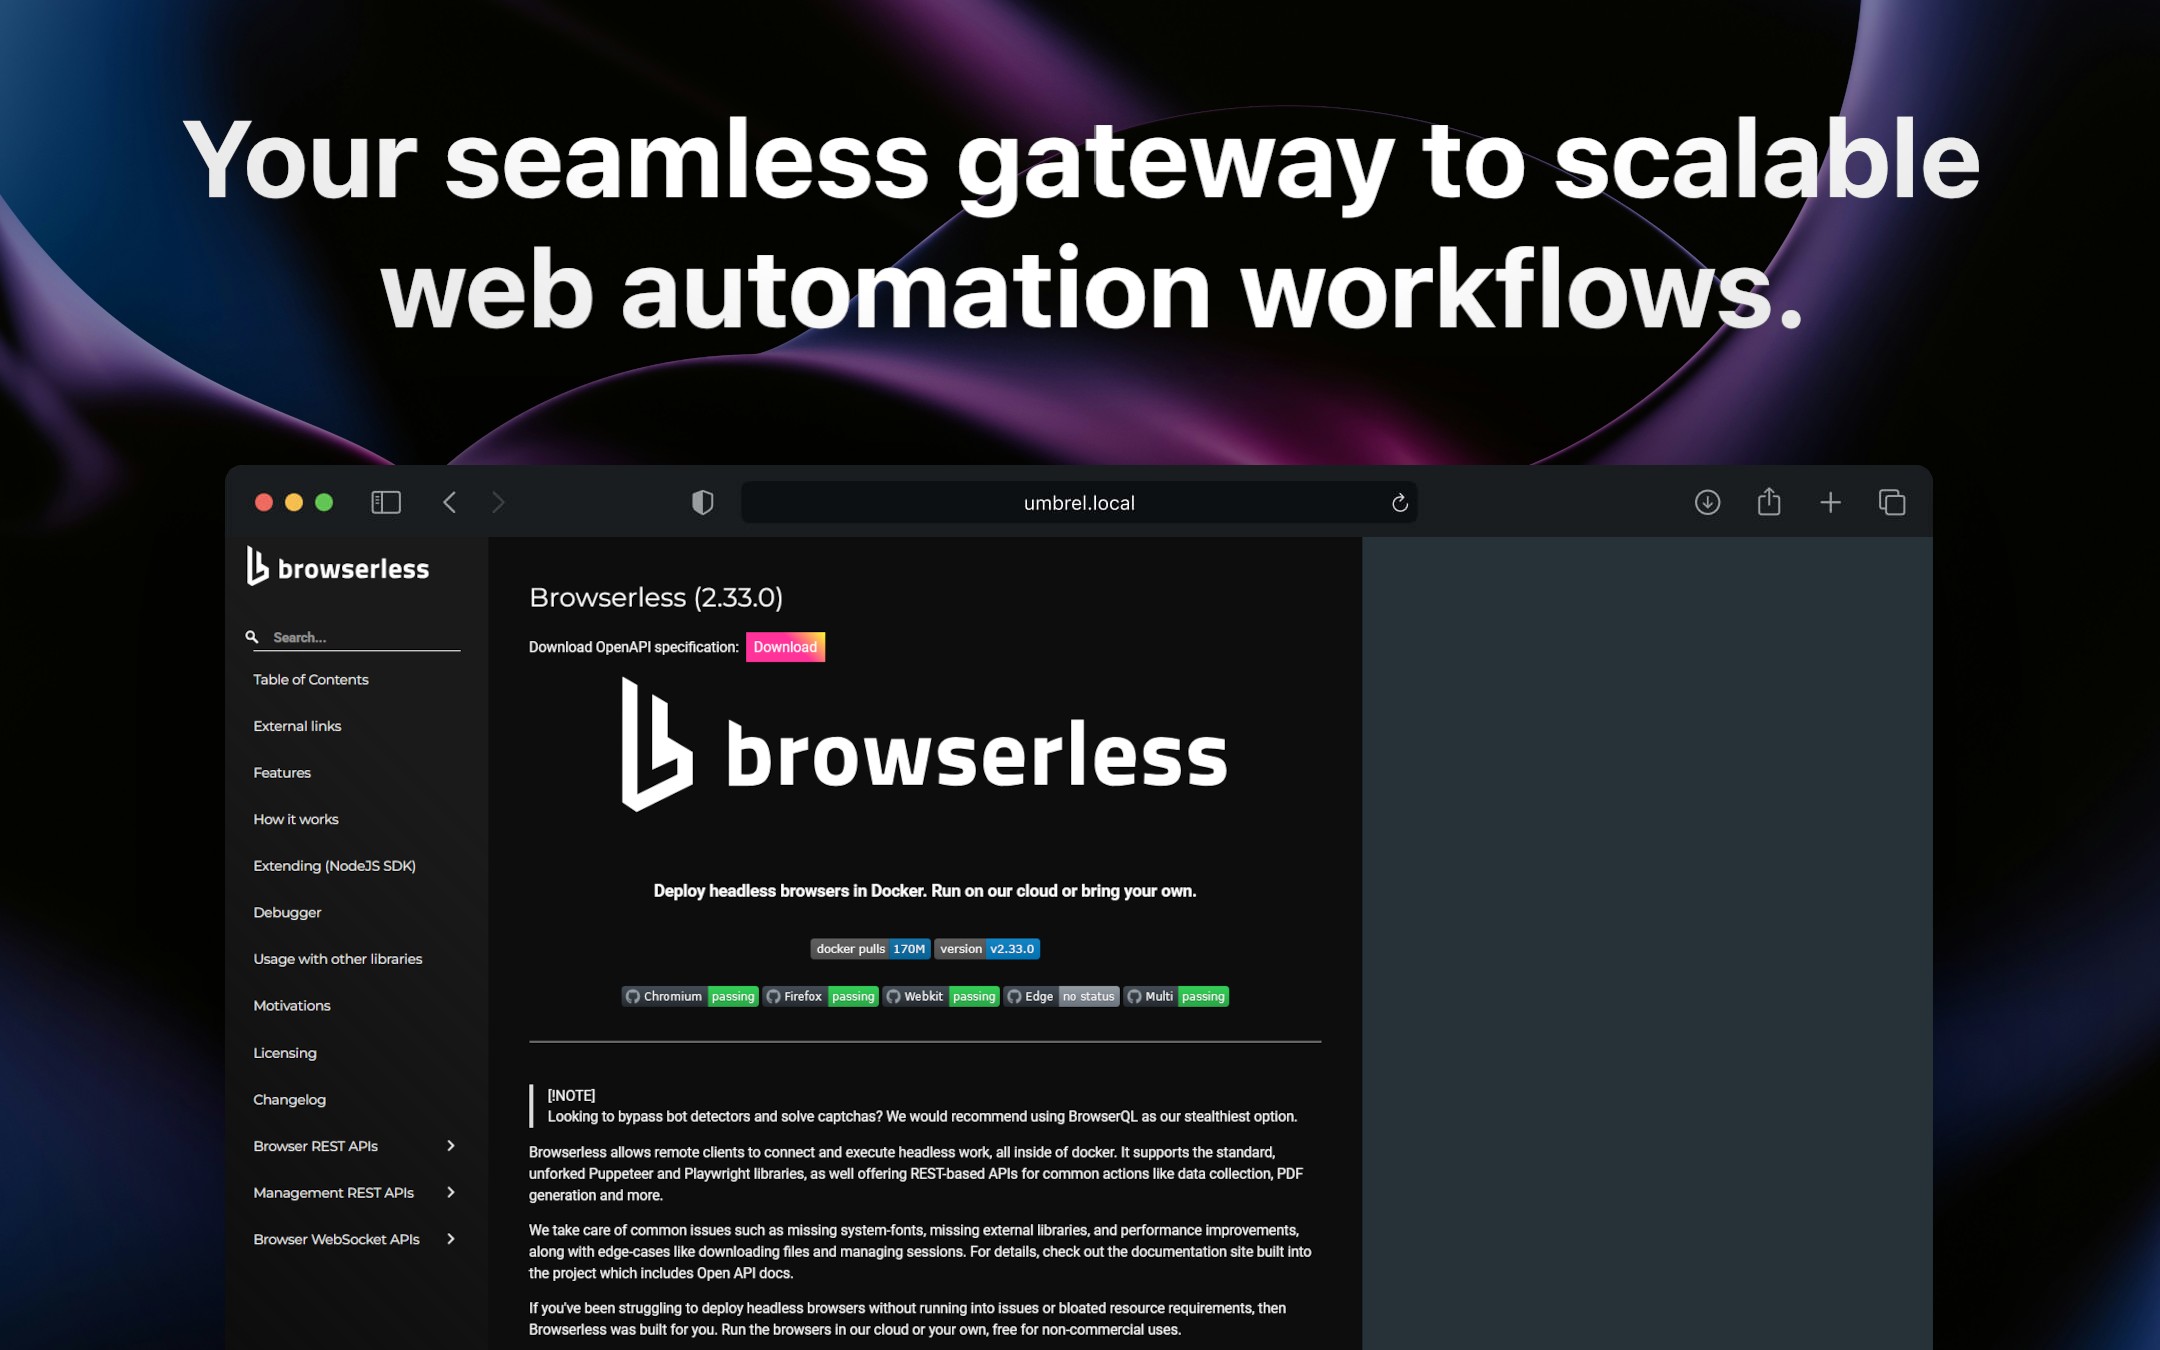 Your seamless gateway to scalable
web automation workflows.
umbrel.local
browserless
Search...
Table of Contents
External links
Features
How it works
Extending (NodeJS SDK)
Debugger
Usage with other libraries
Motivations
Licensing
Changelog
Browser REST APIs
Management REST APIs
Browser WebSocket APIs
Browserless (2.33.0)
Download OpenAPI specification: Download
browserless
Deploy headless browsers in Docker. Run on our cloud or bring your own.
docker pulls 170M version v2.33.0
Chromium passing Firefox passing Webkit passing Edge no status Multi passing
[!NOTE]
Looking to bypass bot detectors and solve captchas? We would recommend using BrowserQL as our stealthiest option.
Browserless allows remote clients to connect and execute headless work, all inside of docker. It supports the standard,
unforked Puppeteer and Playwright libraries, as well offering REST-based APIs for common actions like data collection, PDF
generation and more.
We take care of common issues such as missing system-fonts, missing external libraries, and performance improvements,
along with edge-cases like downloading files and managing sessions. For details, check out the documentation site built into
the project which includes Open API docs.
If you've been struggling to deploy headless browsers without running into issues or bloated resource requirements, then
Browserless was built for you. Run the browsers in our cloud or your own, free for non-commercial uses.